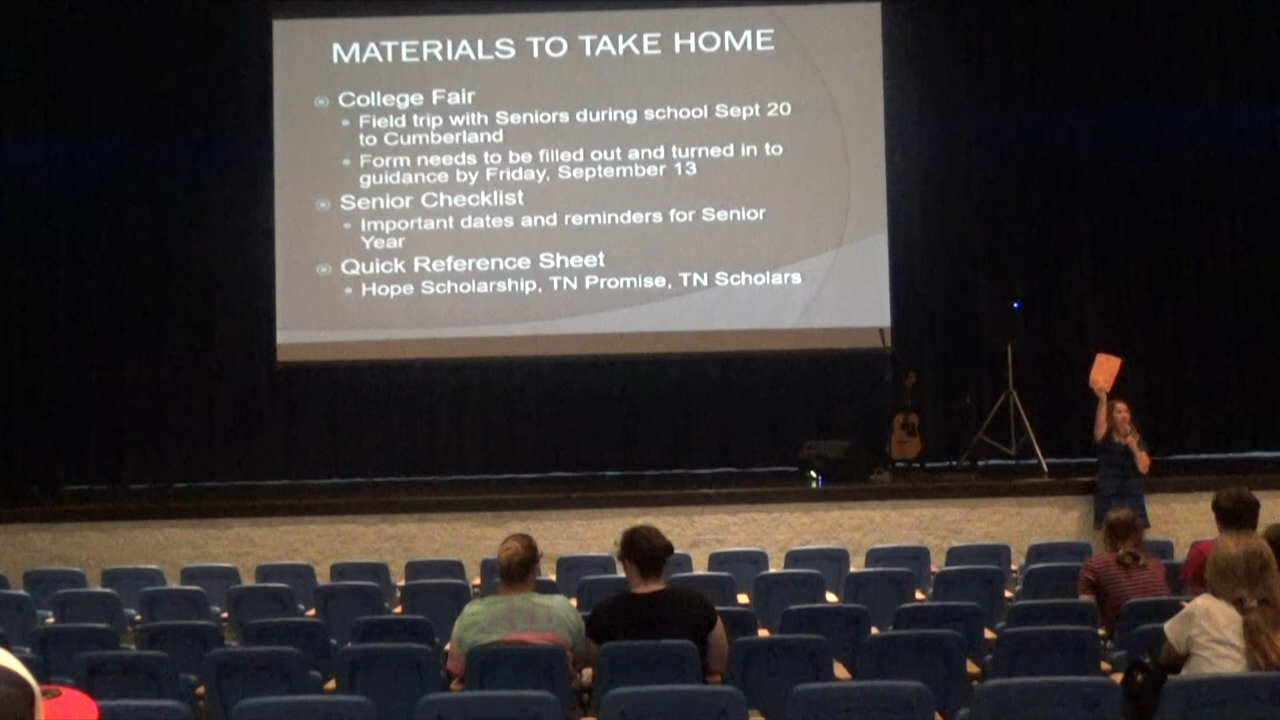 MATERIALS TO TAKE HOME
College Fair
Field trip with Seniors during school Sept 20
to Cumberland
Form needs to be filled out and turned in to
guidance by Friday, September 13
Senior Checklist
Important dates and reminders for Senior
Year
Quick Reference Sheet
Hope Scholarship, TN Promise, TN Scholars